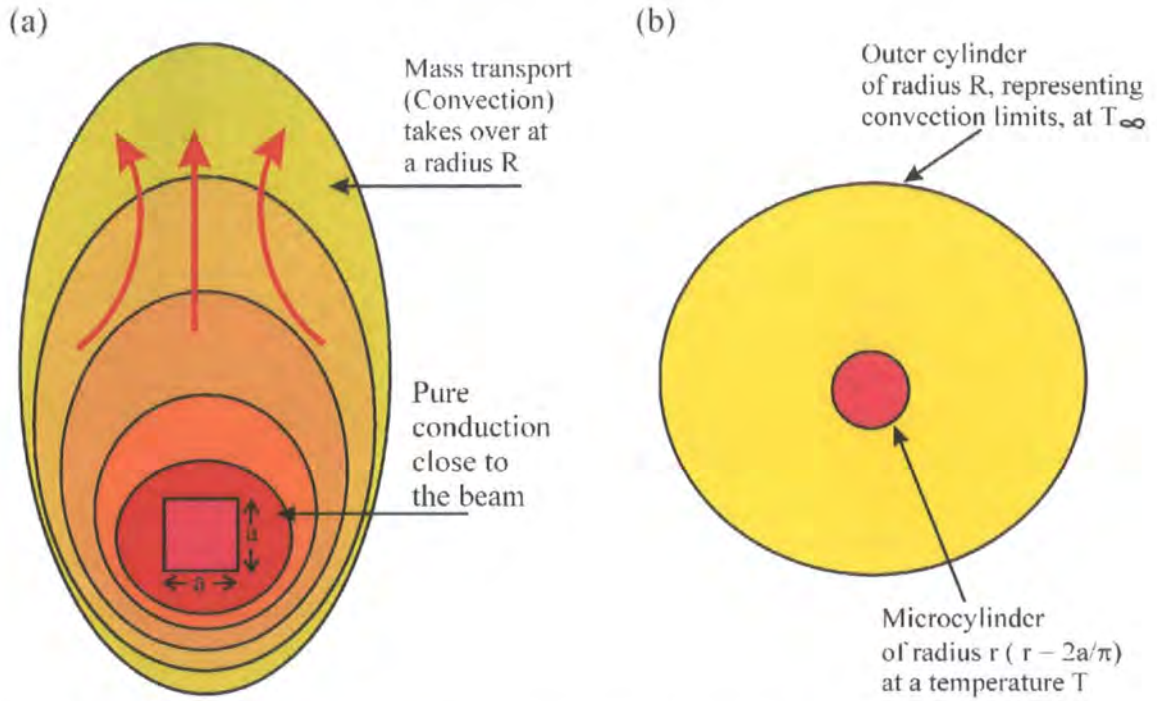 (a)
Mass transport
(Convection)
takes over at
a radius R
Pure
conduction
close to
the beam
a
a
(b)
Outer cylinder
of radius R, representing
convection limits, at T∞
Microcylinder
of radius r ( r – 2a/π)
at a temperature T